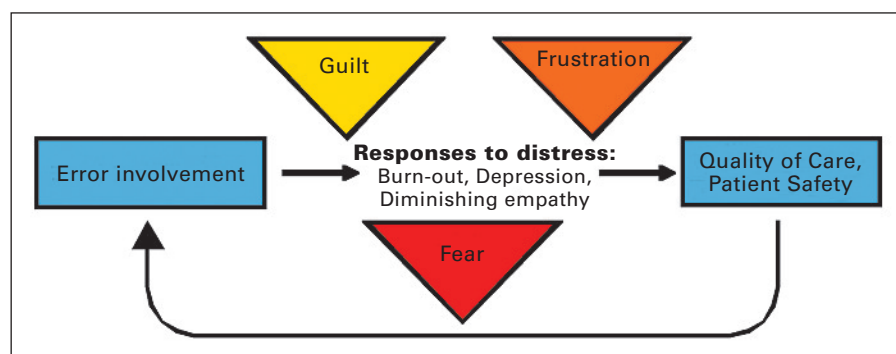 Guilt
Frustration
Error involvement
Responses to distress:
Burn-out, Depression,
Diminishing empathy
Quality of Care,
Patient Safety
Fear